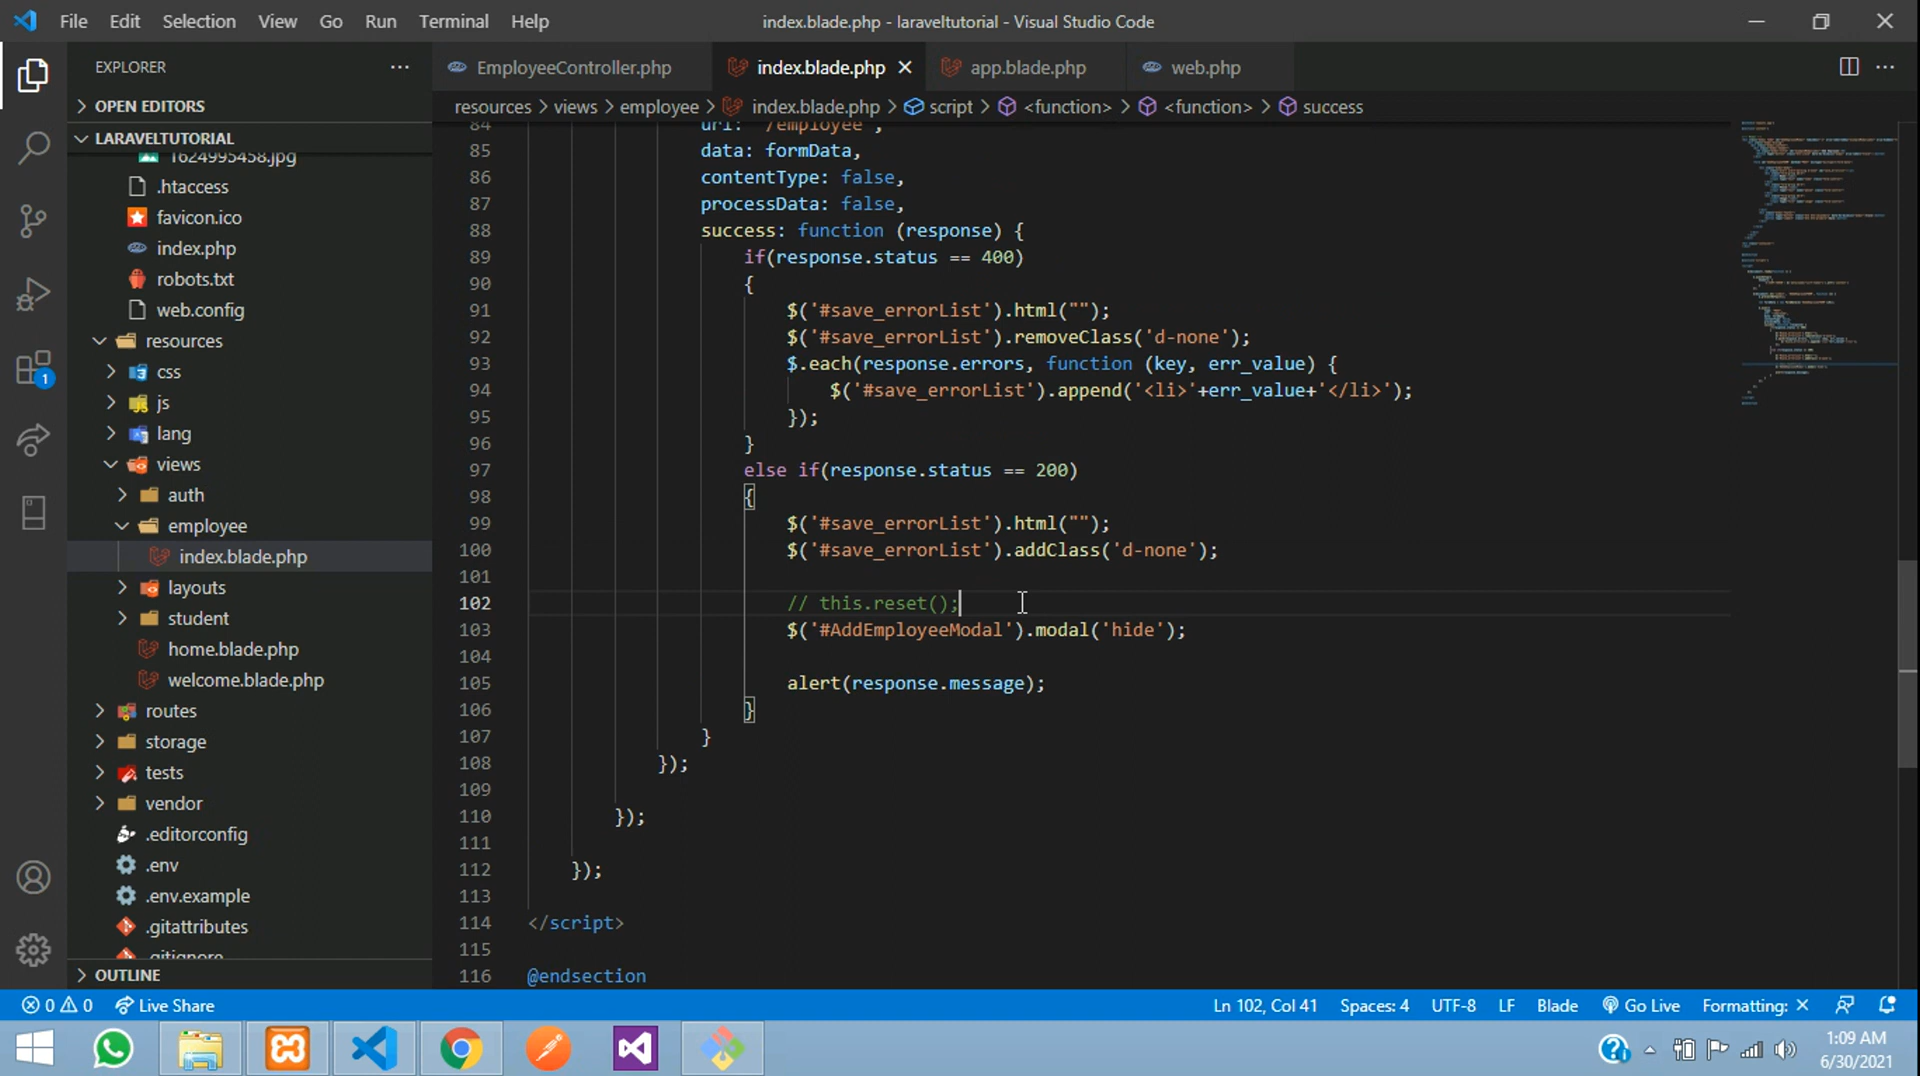 File Edit Selection View Go Run Terminal Help
index.blade.php - laraveltutorial - Visual Studio Code
EXPLORER
EmployeeController.php
index.blade.php
app.blade.php
web.php
OPEN EDITORS
resources > views > employee > index.blade.php > script > <function> > <function> > success
LARAVELTUTORIAL
1624995458.jpg
.htaccess
favicon.ico
index.php
robots.txt
web.config
resources
css
js
lang
views
auth
employee
index.blade.php
layouts
student
home.blade.php
welcome.blade.php
routes
storage
tests
vendor
.editorconfig
.env
.env.example
.gitattributes
.gitignore
OUTLINE
84 url: "/employee",
85 data: formData,
86 contentType: false,
87 processData: false,
88 success: function (response) {
89 if(response.status == 400)
90 {
91 $('#save_errorList').html("");
92 $('#save_errorList').removeClass('d-none');
93 $.each(response.errors, function (key, err_value) {
94 $('#save_errorList').append('<li>'+err_value+'</li>');
95 });
96 }
97 else if(response.status == 200)
98 {
99 $('#save_errorList').html("");
100 $('#save_errorList').addClass('d-none');
101
102 // this.reset();
103 $('#AddEmployeeModal').modal('hide');
104
105 alert(response.message);
106 }
107 }
108 });
109
110 });
111
112 });
113
114 </script>
115
116 @endsection
1
0 0 Live Share
Ln 102, Col 41 Spaces: 4 UTF-8 LF Blade Go Live Formatting: ×
1:09 AM
6/30/2021